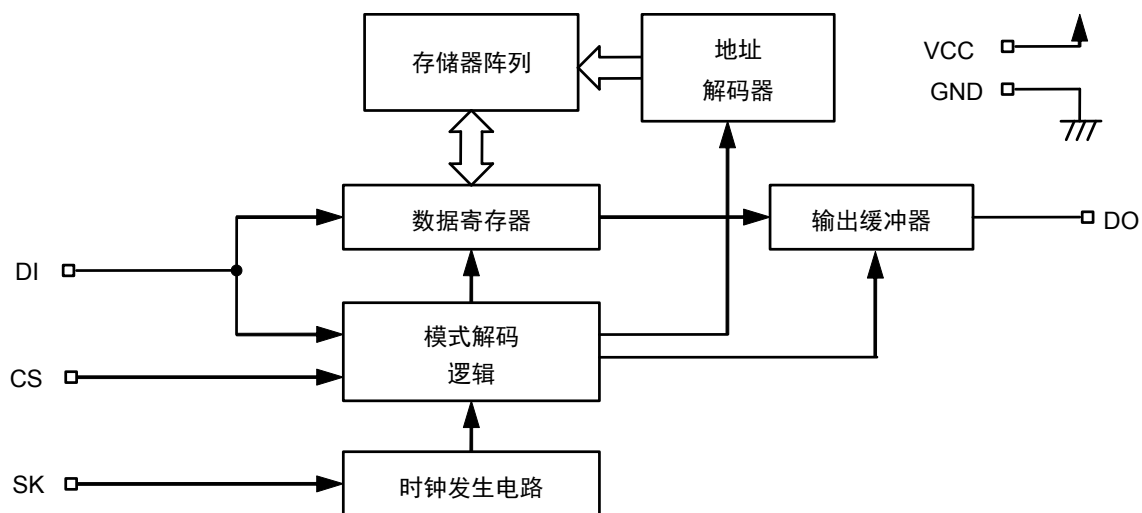 存储器阵列
地址
解码器
VCC
GND
数据寄存器
输出缓冲器
DO
DI
模式解码
逻辑
CS
SK
时钟发生电路